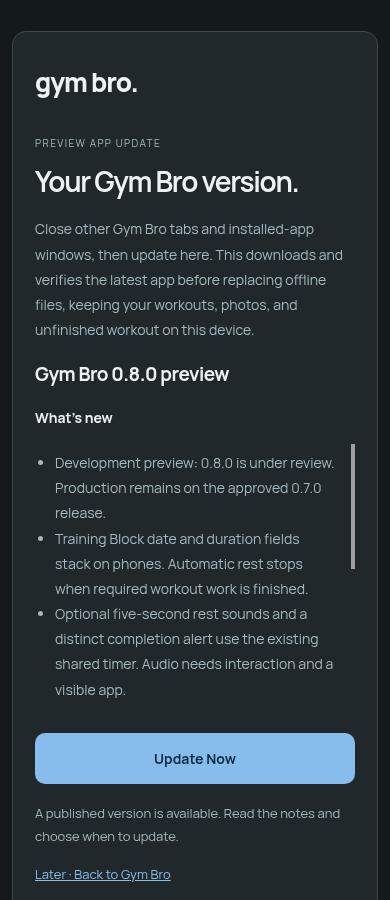 gym bro.
PREVIEW APP UPDATE
Your Gym Bro version.
Close other Gym Bro tabs and installed-app
windows, then update here. This downloads and
verifies the latest app before replacing offline
files, keeping your workouts, photos, and
unfinished workout on this device.
Gym Bro 0.8.0 preview
What's new
• Development preview: 0.8.0 is under review.
Production remains on the approved 0.7.0
release.
• Training Block date and duration fields
stack on phones. Automatic rest stops
when required workout work is finished.
• Optional five-second rest sounds and a
distinct completion alert use the existing
shared timer. Audio needs interaction and a
visible app.
Update Now
A published version is available. Read the notes and
choose when to update.
Later · Back to Gym Bro